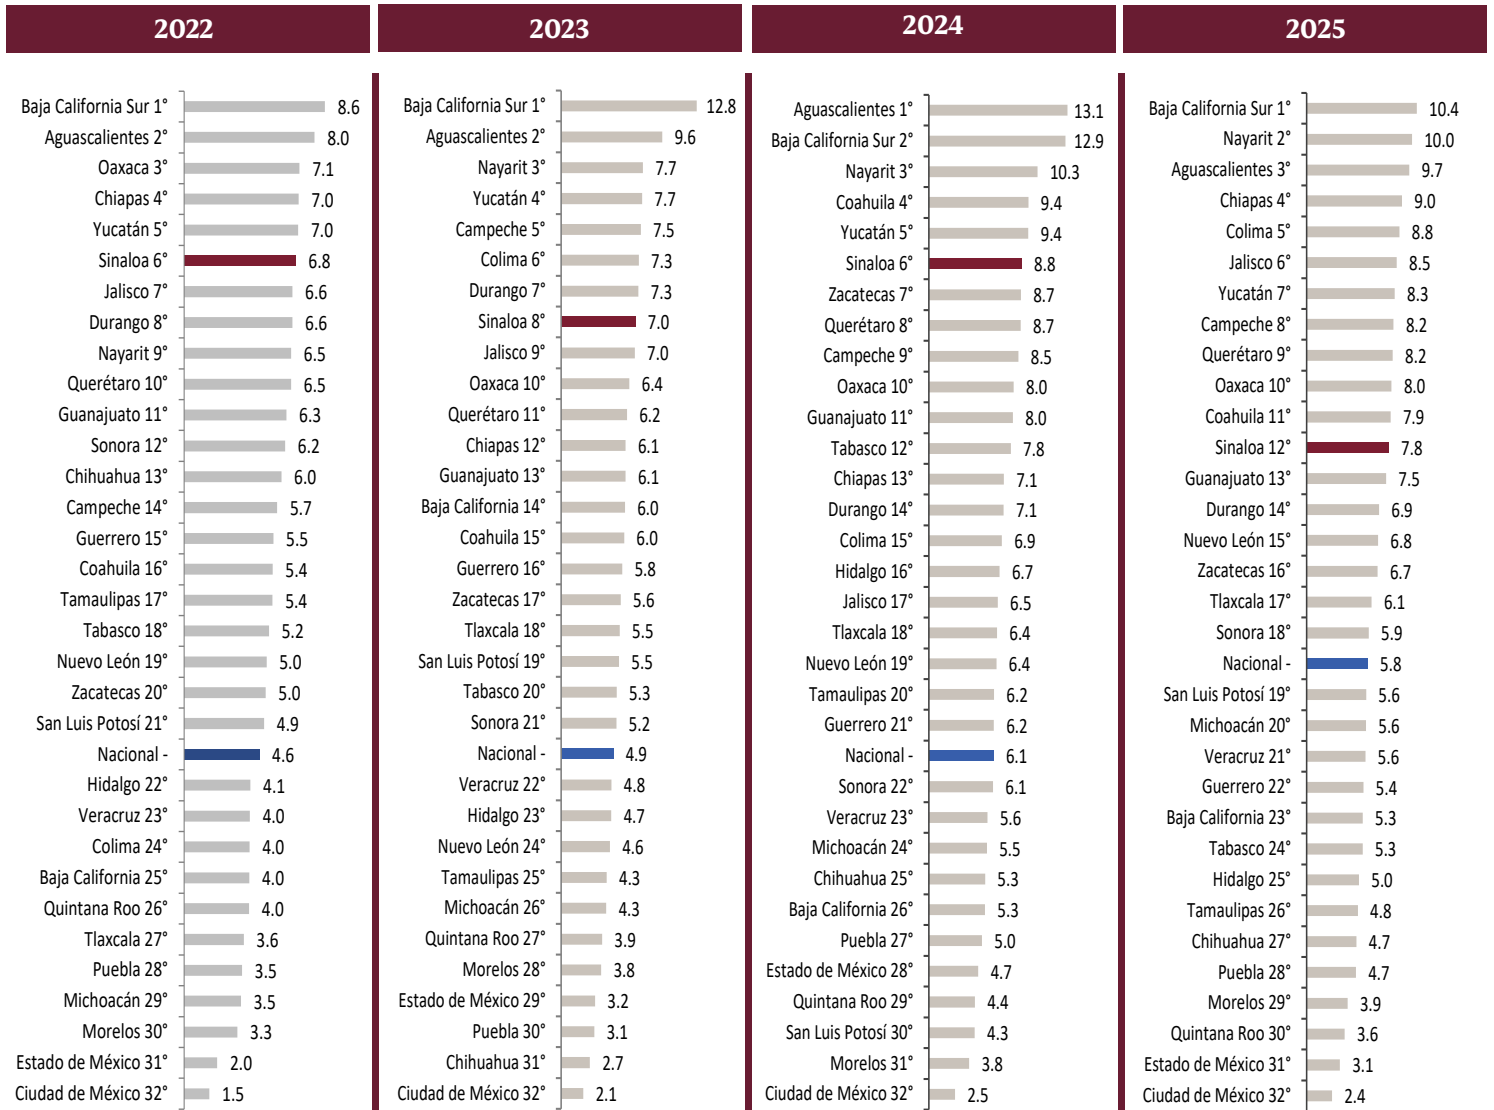 2022
Baja California Sur 1° 8.6
Aguascalientes 2° 8.0
Oaxaca 3° 7.1
Chiapas 4° 7.0
Yucatán 5° 7.0
Sinaloa 6° 6.8
Jalisco 7° 6.6
Durango 8° 6.6
Nayarit 9° 6.5
Querétaro 10° 6.5
Guanajuato 11° 6.3
Sonora 12° 6.2
Chihuahua 13° 6.0
Campeche 14° 5.7
Guerrero 15° 5.5
Coahuila 16° 5.4
Tamaulipas 17° 5.4
Tabasco 18° 5.2
Nuevo León 19° 5.0
Zacatecas 20° 5.0
San Luis Potosí 21° 4.9
Nacional - 4.6
Hidalgo 22° 4.1
Veracruz 23° 4.0
Colima 24° 4.0
Baja California 25° 4.0
Quintana Roo 26° 4.0
Tlaxcala 27° 3.6
Puebla 28° 3.5
Michoacán 29° 3.5
Morelos 30° 3.3
Estado de México 31° 2.0
Ciudad de México 32° 1.5
2023
Baja California Sur 1° 12.8
Aguascalientes 2° 9.6
Nayarit 3° 7.7
Yucatán 4° 7.7
Campeche 5° 7.5
Colima 6° 7.3
Durango 7° 7.3
Sinaloa 8° 7.0
Jalisco 9° 7.0
Oaxaca 10° 6.4
Querétaro 11° 6.2
Chiapas 12° 6.1
Guanajuato 13° 6.1
Baja California 14° 6.0
Coahuila 15° 6.0
Guerrero 16° 5.8
Zacatecas 17° 5.6
Tlaxcala 18° 5.5
San Luis Potosí 19° 5.5
Tabasco 20° 5.3
Sonora 21° 5.2
Nacional - 4.9
Veracruz 22° 4.8
Hidalgo 23° 4.7
Nuevo León 24° 4.6
Tamaulipas 25° 4.3
Michoacán 26° 4.3
Quintana Roo 27° 3.9
Morelos 28° 3.8
Estado de México 29° 3.2
Puebla 30° 3.1
Chihuahua 31° 2.7
Ciudad de México 32° 2.1
2024
Aguascalientes 1° 13.1
Baja California Sur 2° 12.9
Nayarit 3° 10.3
Coahuila 4° 9.4
Yucatán 5° 9.4
Sinaloa 6° 8.8
Zacatecas 7° 8.7
Querétaro 8° 8.7
Campeche 9° 8.5
Oaxaca 10° 8.0
Guanajuato 11° 8.0
Tabasco 12° 7.8
Chiapas 13° 7.1
Durango 14° 7.1
Colima 15° 6.9
Hidalgo 16° 6.7
Jalisco 17° 6.5
Tlaxcala 18° 6.4
Nuevo León 19° 6.4
Tamaulipas 20° 6.2
Guerrero 21° 6.2
Nacional - 6.1
Sonora 22° 6.1
Veracruz 23° 5.6
Michoacán 24° 5.5
Chihuahua 25° 5.3
Baja California 26° 5.3
Puebla 27° 5.0
Estado de México 28° 4.7
Quintana Roo 29° 4.4
San Luis Potosí 30° 4.3
Morelos 31° 3.8
Ciudad de México 32° 2.5
2025
Baja California Sur 1° 10.4
Nayarit 2° 10.0
Aguascalientes 3° 9.7
Chiapas 4° 9.0
Colima 5° 8.8
Jalisco 6° 8.5
Yucatán 7° 8.3
Campeche 8° 8.2
Querétaro 9° 8.2
Oaxaca 10° 8.0
Coahuila 11° 7.9
Sinaloa 12° 7.8
Guanajuato 13° 7.5
Durango 14° 6.9
Nuevo León 15° 6.8
Zacatecas 16° 6.7
Tlaxcala 17° 6.1
Sonora 18° 5.9
Nacional - 5.8
San Luis Potosí 19° 5.6
Michoacán 20° 5.6
Veracruz 21° 5.6
Guerrero 22° 5.4
Baja California 23° 5.3
Tabasco 24° 5.3
Hidalgo 25° 5.0
Tamaulipas 26° 4.8
Chihuahua 27° 4.7
Puebla 28° 4.7
Morelos 29° 3.9
Quintana Roo 30° 3.6
Estado de México 31° 3.1
Ciudad de México 32° 2.4